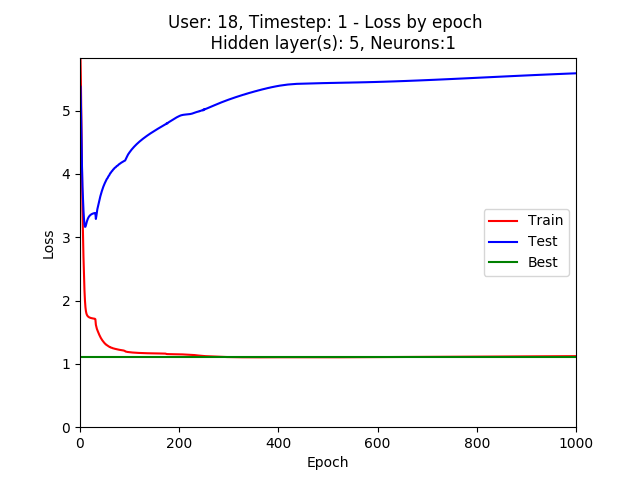 User: 18, Timestep: 1 - Loss by epoch
Hidden layer(s): 5, Neurons:1
5
4
3
2
1
0
Loss
Train
Test
Best
0 200 400 600 800 1000
Epoch